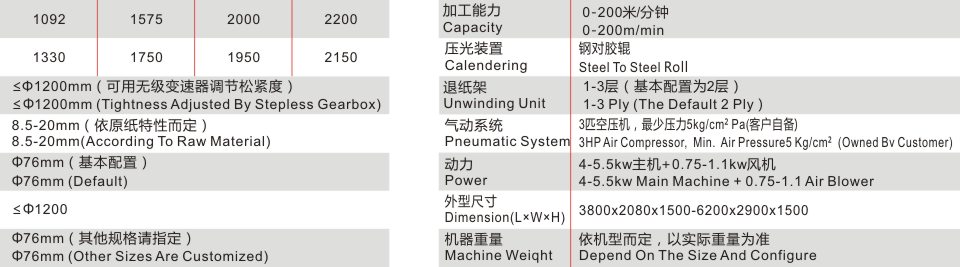 1092 1575 2000 2200
1330 1750 1950 2150
≤Φ1200mm（可用无级变速器调节松紧度）
≤Φ1200mm (Tightness Adjusted By Stepless Gearbox)
8.5-20mm（依原纸特性而定）
8.5-20mm(According To Raw Material)
Φ76mm（基本配置）
Φ76mm (Default)
≤Φ1200
Φ76mm（其他规格请指定）
Φ76mm (Other Sizes Are Customized)
加工能力 0-200米/分钟
Capacity 0-200m/min
压光装置 钢对胶辊
Calendering Steel To Steel Roll
退纸架 1-3层（基本配置为2层）
Unwinding Unit 1-3 Ply (The Default 2 Ply )
气动系统 3匹空压机，最少压力5kg/cm² Pa(客户自备)
Pneumatic System 3HP Air Compressor, Min. Air Pressure5 Kg/cm² (Owned Bv Customer)
动力 4-5.5kw主机+0.75-1.1kw风机
Power 4-5.5kw Main Machine + 0.75-1.1 Air Blower
外型尺寸
Dimension(L×W×H) 3800x2080x1500-6200x2900x1500
机器重量 依机型而定，以实际重量为准
Machine Weiqht Depend On The Size And Configure